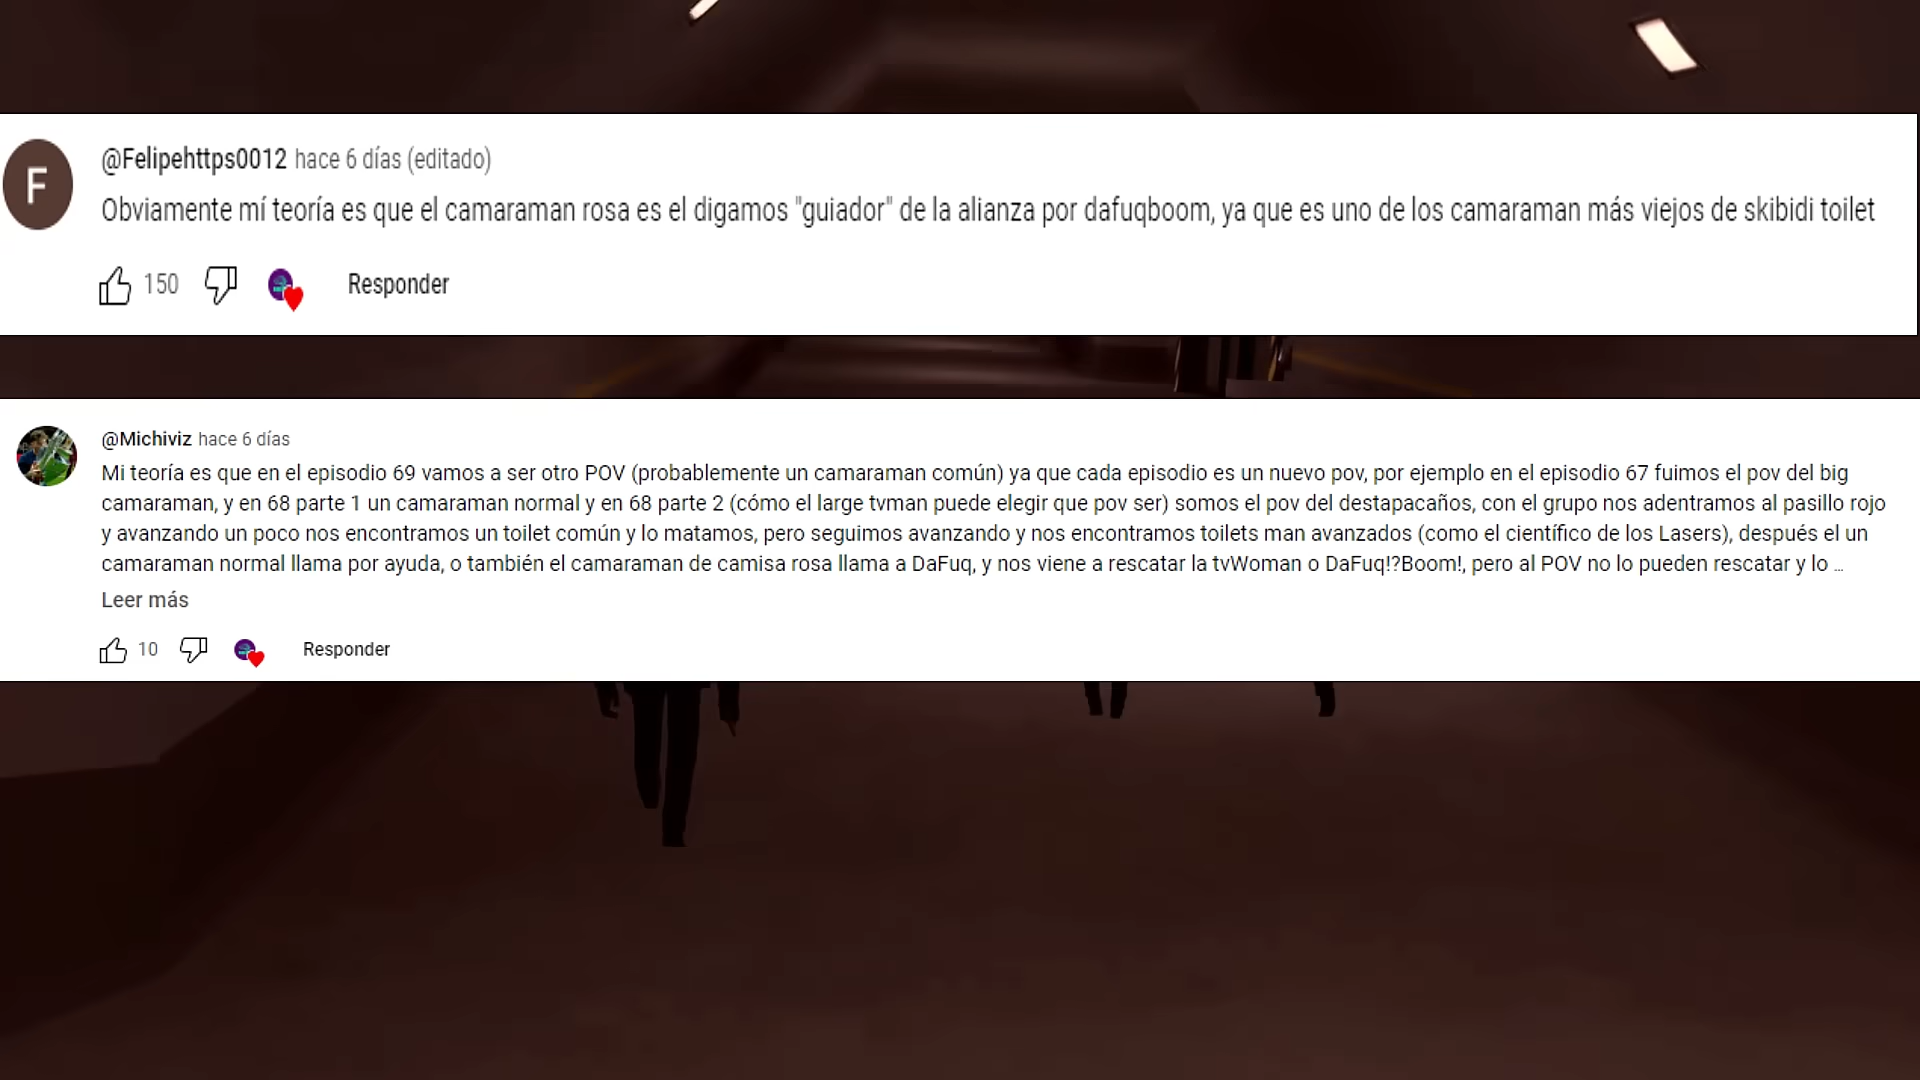 F
@Felipehttps0012 hace 6 días (editado)
Obviamente mí teoría es que el camaraman rosa es el digamos "guiador" de la alianza por dafuqboom, ya que es uno de los camaraman más viejos de skibidi toilet
150 Responder
@Michiviz hace 6 días
Mi teoría es que en el episodio 69 vamos a ser otro POV (probablemente un camaraman común) ya que cada episodio es un nuevo pov, por ejemplo en el episodio 67 fuimos el pov del big
camaraman, y en 68 parte 1 un camaraman normal y en 68 parte 2 (cómo el large tvman puede elegir que pov ser) somos el pov del destapacaños, con el grupo nos adentramos al pasillo rojo
y avanzando un poco nos encontramos un toilet común y lo matamos, pero seguimos avanzando y nos encontramos toilets man avanzados (como el científico de los Lasers), después el un
camaraman normal llama por ayuda, o también el camaraman de camisa rosa llama a DaFuq, y nos viene a rescatar la tvWoman o DaFuq!?Boom!, pero al POV no lo pueden rescatar y lo ...
Leer más
10 Responder